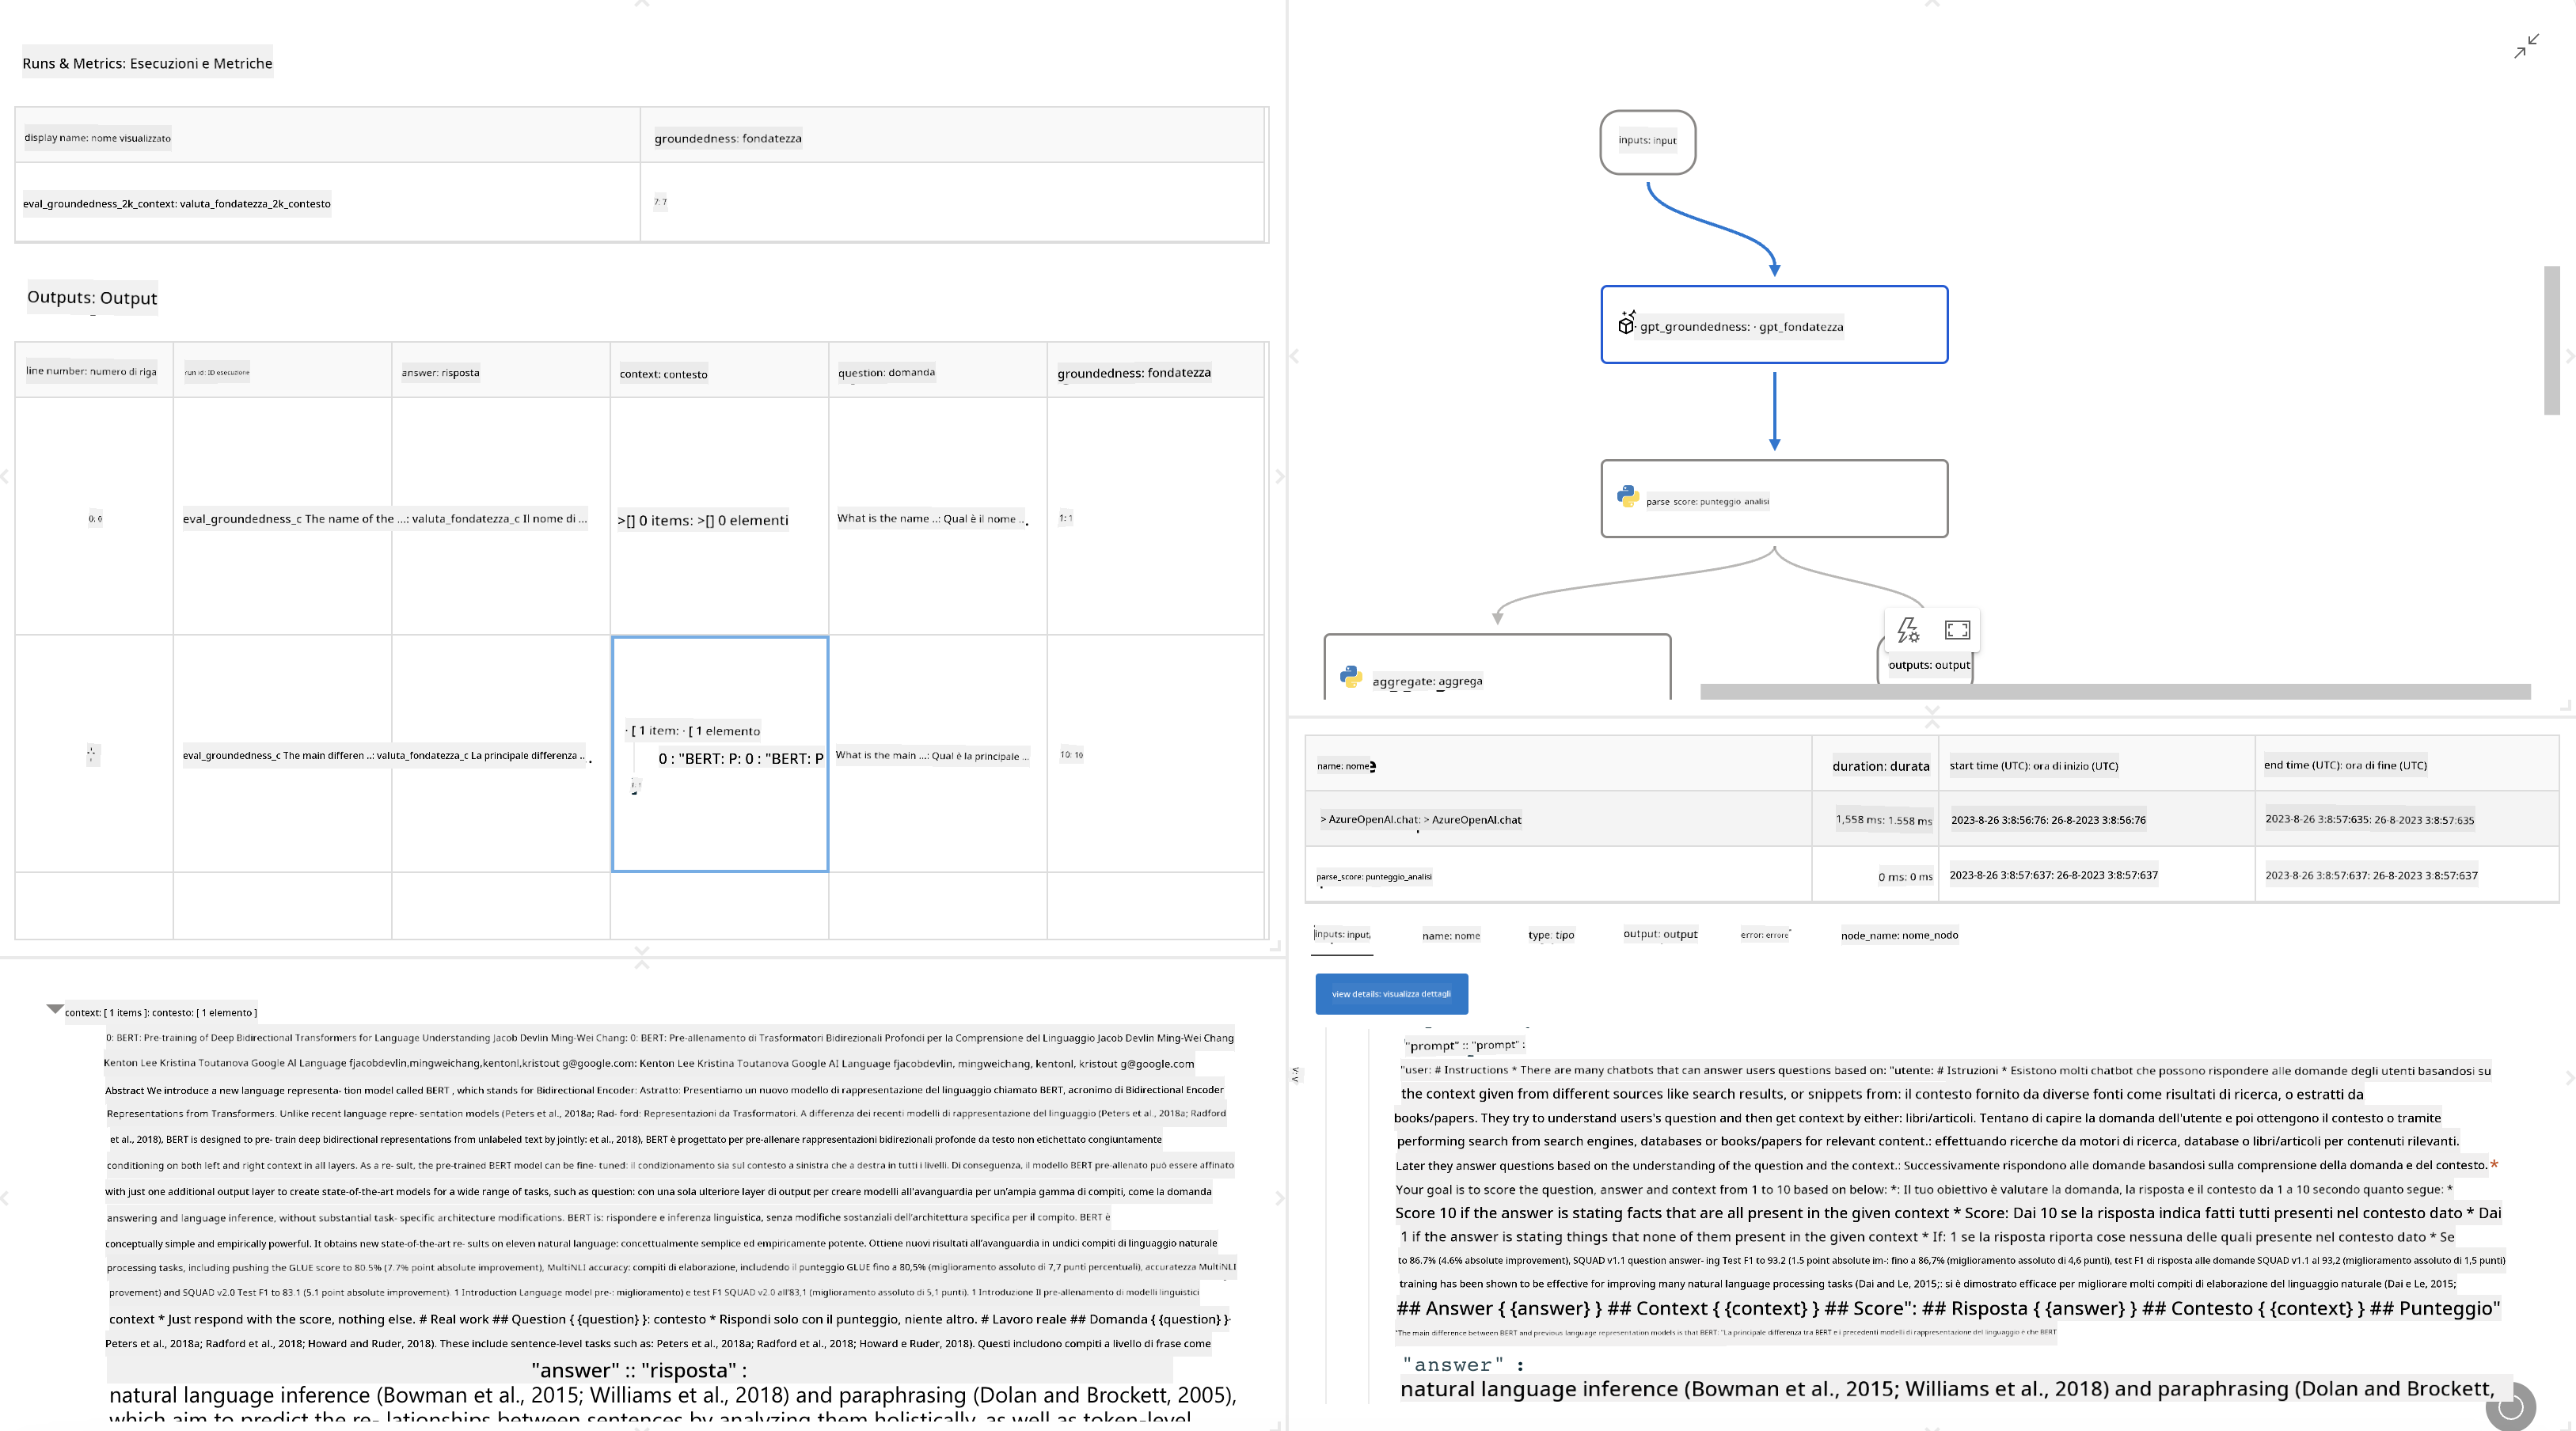 Runs & Metrics: Esecuzioni e Metriche
display name: nome visualizzato
groundedness: fondatezza
eval_groundedness_2k_context: valuta_fondatezza_2k_contesto
7: 7
Outputs: Output
line number: numero di riga
run id: ID esecuzione
answer: risposta
context: contesto
question: domanda
groundedness: fondatezza
0: 0
eval_groundedness_c The name of the ...: valuta_fondatezza_c Il nome di ...
>[] 0 items: >[] 0 elementi
What is the name ..: Qual è il nome ..
1: 1
eval_groundedness_c The main differen ..: valuta_fondatezza_c La principale differenza ..
· [ 1 item: · [ 1 elemento
0 : "BERT: P: 0 : "BERT: P
What is the main ...: Qual è la principale ...
10: 10
context: [ 1 items ]: contesto: [ 1 elemento ]
0: BERT: Pre-training of Deep Bidirectional Transformers for Language Understanding Jacob Devlin Ming-Wei Chang: 0: BERT: Pre-allenamento di Trasformatori Bidirezionali Profondi per la Comprensione del Linguaggio Jacob Devlin Ming-Wei Chang
Kenton Lee Kristina Toutanova Google AI Language fjacobdevlin,mingweichang,kentonl,kristout g@google.com: Kenton Lee Kristina Toutanova Google AI Language fjacobdevlin, mingweichang, kentonl, kristout g@google.com
Abstract We introduce a new language representa- tion model called BERT , which stands for Bidirectional Encoder: Astratto: Presentiamo un nuovo modello di rappresentazione del linguaggio chiamato BERT, acronimo di Bidirectional Encoder
Representations from Transformers. Unlike recent language repre- sentation models (Peters et al., 2018a; Rad- ford: Representazioni da Trasformatori. A differenza dei recenti modelli di rappresentazione del linguaggio (Peters et al., 2018a; Radford
et al., 2018), BERT is designed to pre- train deep bidirectional representations from unlabeled text by jointly: et al., 2018), BERT è progettato per pre-allenare rappresentazioni bidirezionali profonde da testo non etichettato congiuntamente
conditioning on both left and right context in all layers. As a re- sult, the pre-trained BERT model can be fine- tuned: il condizionamento sia sul contesto a sinistra che a destra in tutti i livelli. Di conseguenza, il modello BERT pre-allenato può essere affinato
with just one additional output layer to create state-of-the-art models for a wide range of tasks, such as question: con una sola ulteriore layer di output per creare modelli all'avanguardia per un'ampia gamma di compiti, come la domanda
answering and language inference, without substantial task- specific architecture modifications. BERT is: rispondere e inferenza linguistica, senza modifiche sostanziali dell'architettura specifica per il compito. BERT è
conceptually simple and empirically powerful. It obtains new state-of-the-art re- sults on eleven natural language: concettualmente semplice ed empiricamente potente. Ottiene nuovi risultati all'avanguardia in undici compiti di linguaggio naturale
processing tasks, including pushing the GLUE score to 80.5% (7.7% point absolute improvement), MultiNLI accuracy: compiti di elaborazione, includendo il punteggio GLUE fino a 80,5% (miglioramento assoluto di 7,7 punti percentuali), accuratezza MultiNLI
provement) and SQUAD v2.0 Test F1 to 83.1 (5.1 point absolute improvement). 1 Introduction Language model pre-: miglioramento) e test F1 SQUAD v2.0 all'83,1 (miglioramento assoluto di 5,1 punti). 1 Introduzione Il pre-allenamento di modelli linguistici
context * Just respond with the score, nothing else. # Real work ## Question { {question} }: contesto * Rispondi solo con il punteggio, niente altro. # Lavoro reale ## Domanda { {question} }
Peters et al., 2018a; Radford et al., 2018; Howard and Ruder, 2018). These include sentence-level tasks such as: Peters et al., 2018a; Radford et al., 2018; Howard e Ruder, 2018). Questi includono compiti a livello di frase come
"answer" :: "risposta" :
natural language inference (Bowman et al., 2015; Williams et al., 2018) and paraphrasing (Dolan and Brockett, 2005),
which aim to predict the re- lationships between sentences by analyzing them holistically, as well as token-level
inputs: input
· gpt_groundedness: · gpt_fondatezza
parse_score: punteggio_analisi
aggregate: aggrega
outputs: output
name: nome
duration: durata
start time (UTC): ora di inizio (UTC)
end time (UTC): ora di fine (UTC)
> AzureOpenAI.chat: > AzureOpenAI.chat
1,558 ms: 1.558 ms
2023-8-26 3:8:56:76: 26-8-2023 3:8:56:76
2023-8-26 3:8:57:635: 26-8-2023 3:8:57:635
parse_score: punteggio_analisi
0 ms: 0 ms
2023-8-26 3:8:57:637: 26-8-2023 3:8:57:637
2023-8-26 3:8:57:637: 26-8-2023 3:8:57:637
inputs: input
name: nome
type: tipo
output: output
error: errore
node_name: nome_nodo
view details: visualizza dettagli
"prompt" :: "prompt" :
"user: # Instructions * There are many chatbots that can answer users questions based on: "utente: # Istruzioni * Esistono molti chatbot che possono rispondere alle domande degli utenti basandosi su
the context given from different sources like search results, or snippets from: il contesto fornito da diverse fonti come risultati di ricerca, o estratti da
books/papers. They try to understand users's question and then get context by either: libri/articoli. Tentano di capire la domanda dell'utente e poi ottengono il contesto o tramite
performing search from search engines, databases or books/papers for relevant content.: effettuando ricerche da motori di ricerca, database o libri/articoli per contenuti rilevanti.
Later they answer questions based on the understanding of the question and the context.: Successivamente rispondono alle domande basandosi sulla comprensione della domanda e del contesto. *
Your goal is to score the question, answer and context from 1 to 10 based on below: *: Il tuo obiettivo è valutare la domanda, la risposta e il contesto da 1 a 10 secondo quanto segue: *
Score 10 if the answer is stating facts that are all present in the given context * Score: Dai 10 se la risposta indica fatti tutti presenti nel contesto dato * Dai
1 if the answer is stating things that none of them present in the given context * If: 1 se la risposta riporta cose nessuna delle quali presente nel contesto dato * Se
to 86.7% (4.6% absolute improvement), SQUAD v1.1 question answer- ing Test F1 to 93.2 (1.5 point absolute im-: fino a 86,7% (miglioramento assoluto di 4,6 punti), test F1 di risposta alle domande SQUAD v1.1 al 93,2 (miglioramento assoluto di 1,5 punti)
training has been shown to be effective for improving many natural language processing tasks (Dai and Le, 2015;: si è dimostrato efficace per migliorare molti compiti di elaborazione del linguaggio naturale (Dai e Le, 2015;
## Answer { {answer} } ## Context { {context} } ## Score": ## Risposta { {answer} } ## Contesto { {context} } ## Punteggio"
"The main difference between BERT and previous language representation models is that BERT: "La principale differenza tra BERT e i precedenti modelli di rappresentazione del linguaggio è che BERT
"answer" :
natural language inference (Bowman et al., 2015; Williams et al., 2018) and paraphrasing (Dolan and Brockett,